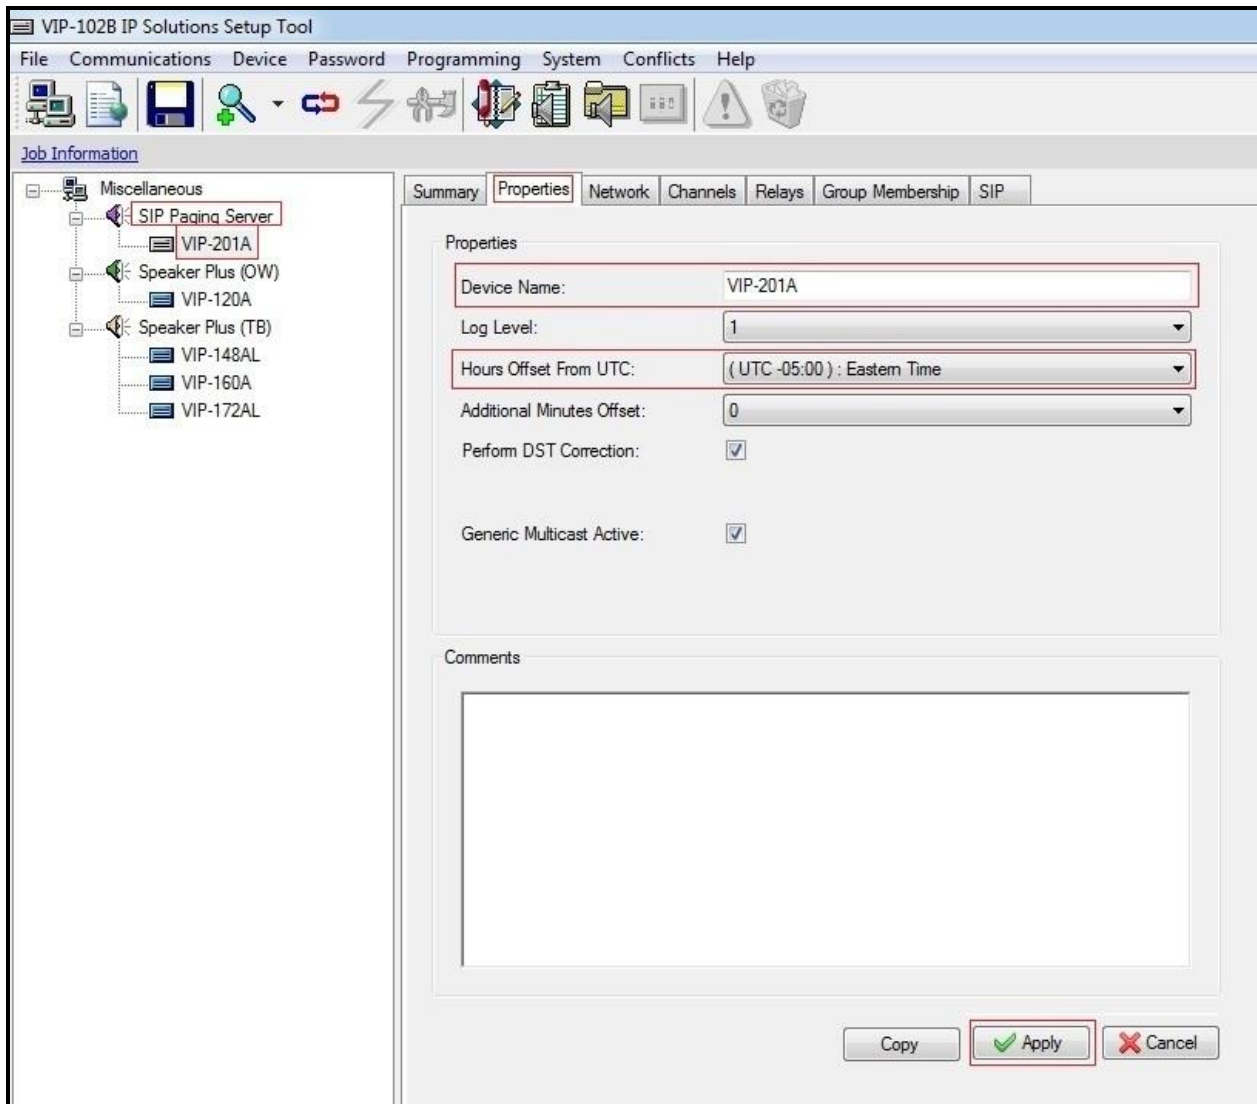 VIP-102B IP Solutions Setup Tool
File Communications Device Password Programming System Conflicts Help
Job Information
Miscellaneous
SIP Paging Server
VIP-201A
Speaker Plus (OW)
VIP-120A
Speaker Plus (TB)
VIP-148AL
VIP-160A
VIP-172AL
Summary Properties Network Channels Relays Group Membership SIP
Properties
Device Name: VIP-201A
Log Level: 1
Hours Offset From UTC: ( UTC -05:00 ) : Eastern Time
Additional Minutes Offset: 0
Perform DST Correction:
Generic Multicast Active:
Comments
Copy Apply Cancel